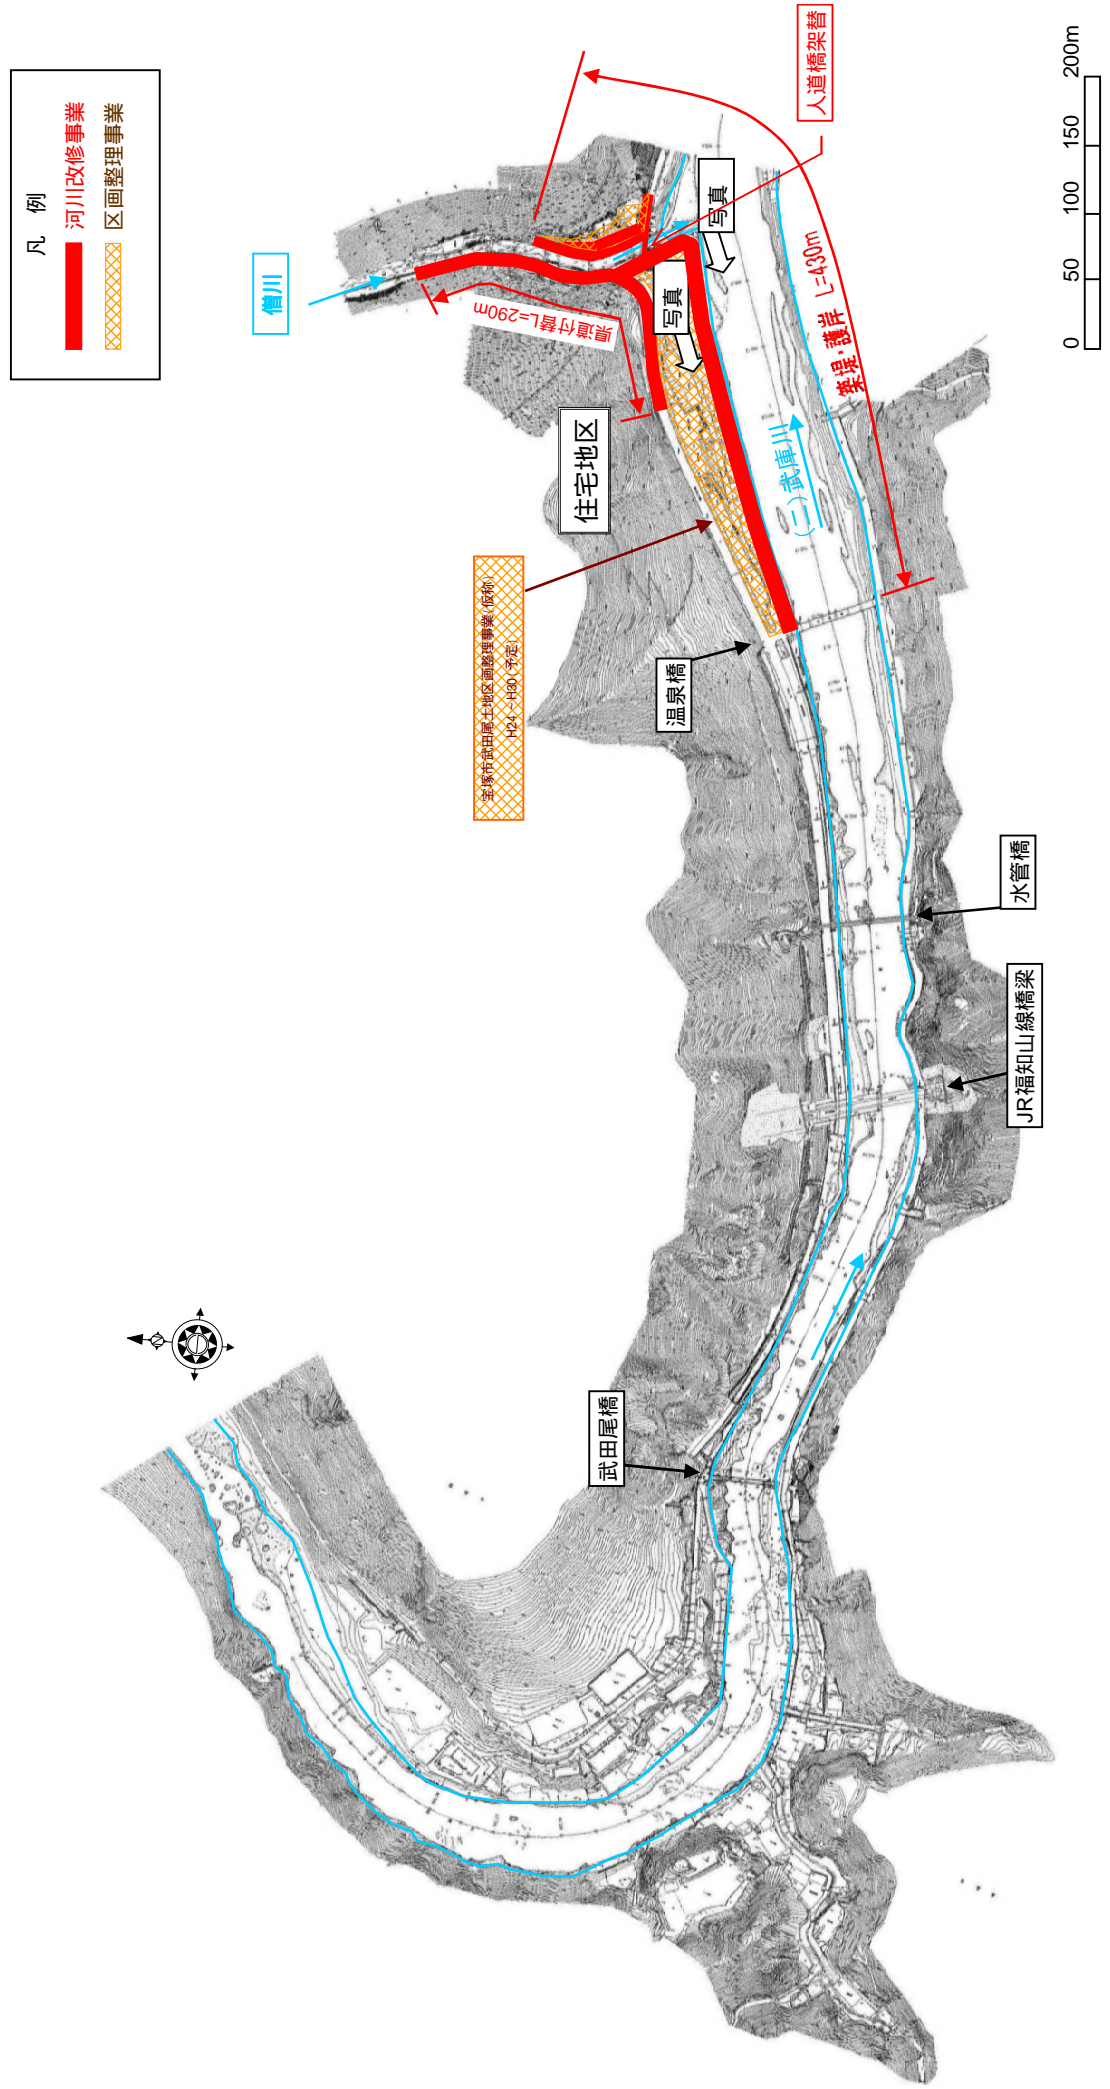 凡 例
河川改修事業
区画整理事業
僧川
県道付替L=290m
住宅地区
写真
写真
人道橋架替
築堤・護岸 L=430m
(二)武庫川
宝塚市武田尾土地区画整理事業(仮称)
H24～H30(予定)
温泉橋
水管橋
JR福知山線橋梁
武田尾橋
N
0 50 100 150 200m